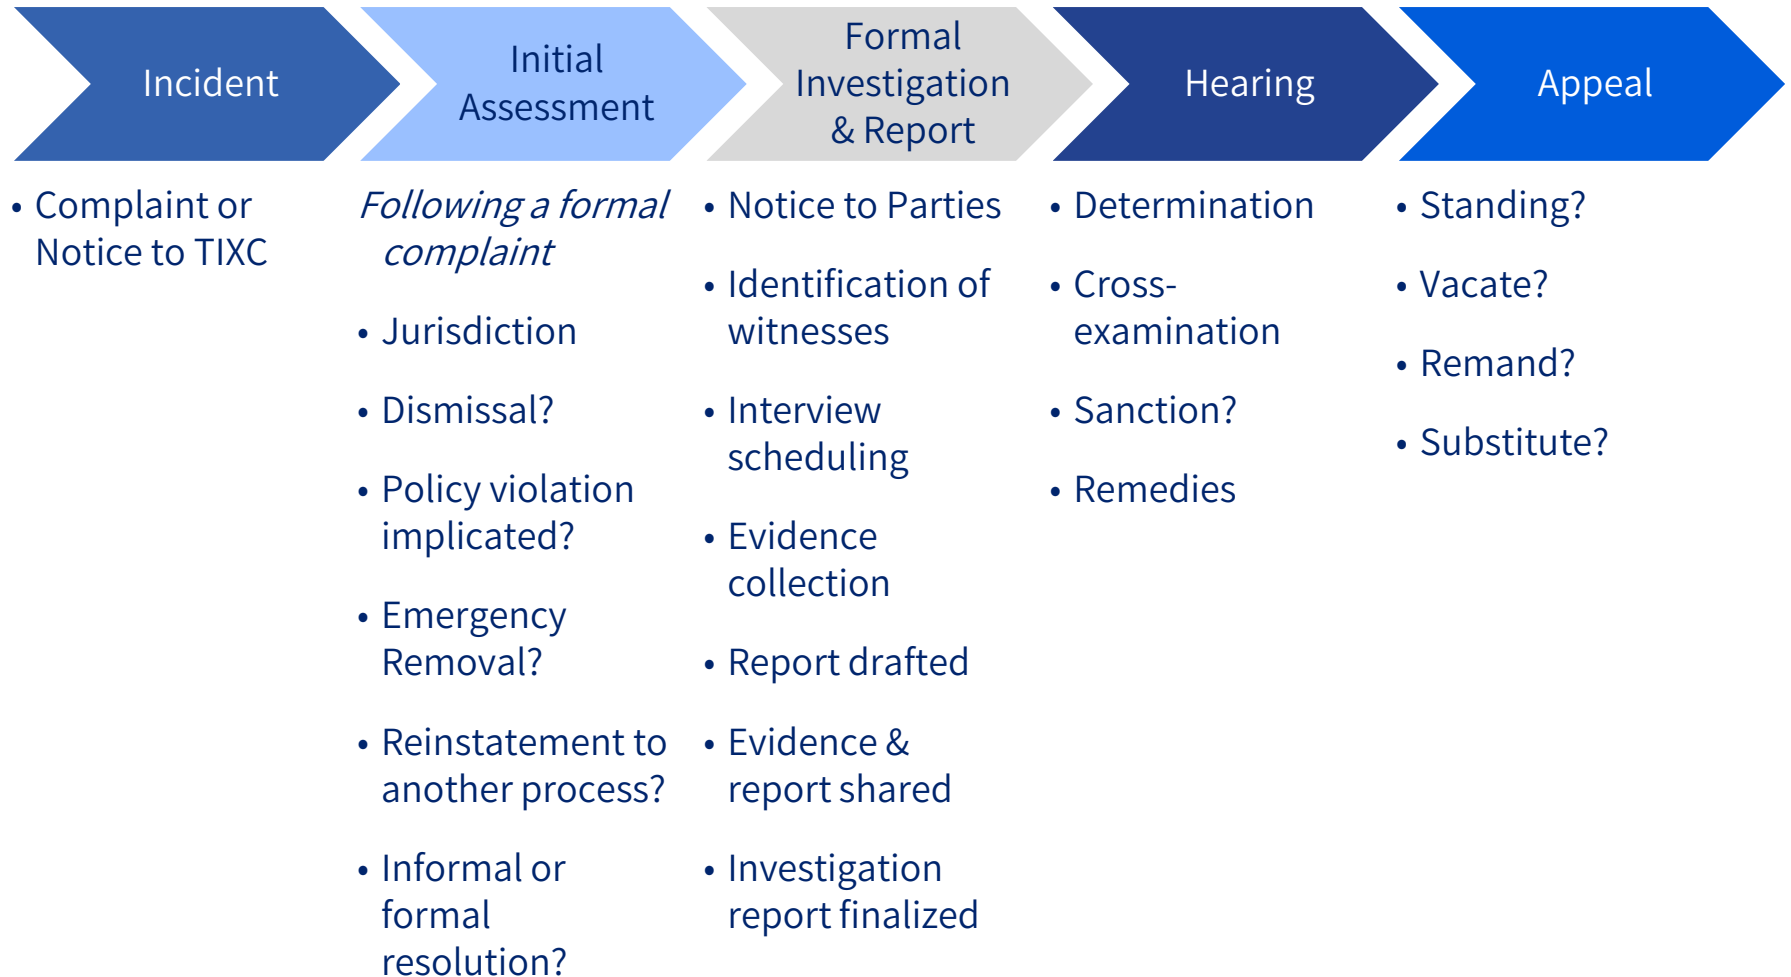 Incident
Initial
Assessment
Formal
Investigation
& Report
Hearing
Appeal
• Complaint or
Notice to TIXC
Following a formal
complaint
• Jurisdiction
• Dismissal?
• Policy violation
implicated?
• Emergency
Removal?
• Reinstatement to
another process?
• Informal or
formal
resolution?
• Notice to Parties
• Identification of
witnesses
• Interview
scheduling
• Evidence
collection
• Report drafted
• Evidence &
report shared
• Investigation
report finalized
• Determination
• Cross-
examination
• Sanction?
• Remedies
• Standing?
• Vacate?
• Remand?
• Substitute?